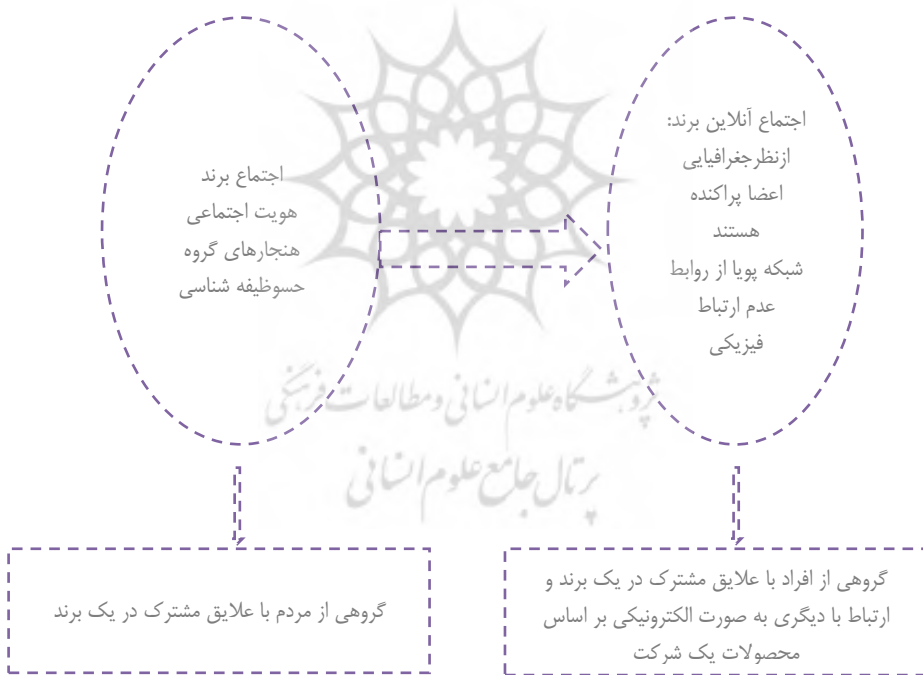 اجتماع آنلاین برند:
ازنظرجغرافیایی
اعضا پراکنده
هستند
شبکه پویا از روابط
عدم ارتباط
فیزیکی
اجتماع برند
هویت اجتماعی
هنجارهای گروه
حسوظیفه شناسی
پژوهشگاه علوم انسانی و مطالعات فرهنگی
پرتال جامع علوم انسانی
گروهی از افراد با علایق مشترک در یک برند و
ارتباط با دیگری به صورت الکترونیکی بر اساس
محصولات یک شرکت
گروهی از مردم با علایق مشترک در یک برند